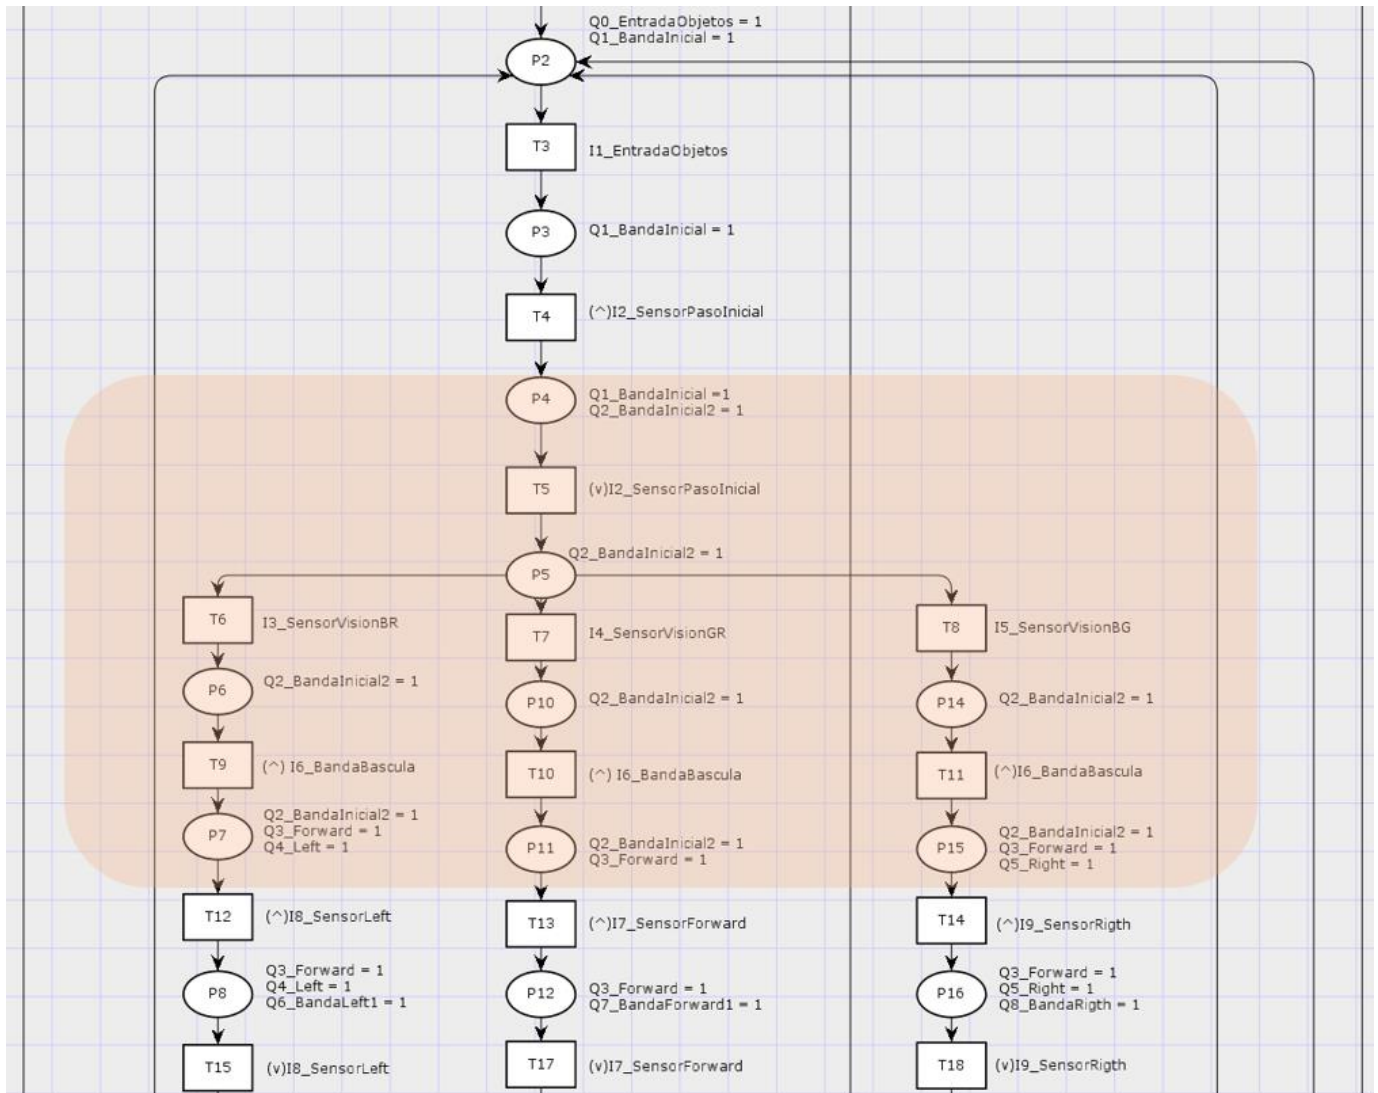 Q0_EntradaObjetos = 1
Q1_BandaInicial = 1
P2
T3
I1_EntradaObjetos
P3
Q1_BandaInicial = 1
T4
(^)I2_SensorPasoInicial
P4
Q1_BandaInicial =1
Q2_BandaInicial2 = 1
T5
(v)I2_SensorPasoInicial
Q2_BandaInicial2 = 1
P5
T6
I3_SensorVisionBR
T7
I4_SensorVisionGR
T8
I5_SensorVisionBG
P6
Q2_BandaInicial2 = 1
P10
Q2_BandaInicial2 = 1
P14
Q2_BandaInicial2 = 1
T9
(^) I6_BandaBascula
T10
(^) I6_BandaBascula
T11
(^)I6_BandaBascula
P7
Q2_BandaInicial2 = 1
Q3_Forward = 1
Q4_Left = 1
P11
Q2_BandaInicial2 = 1
Q3_Forward = 1
P15
Q2_BandaInicial2 = 1
Q3_Forward = 1
Q5_Right = 1
T12
(^)I8_SensorLeft
T13
(^)I7_SensorForward
T14
(^)I9_SensorRigth
P8
Q3_Forward = 1
Q4_Left = 1
Q6_BandaLeft1 = 1
P12
Q3_Forward = 1
Q7_BandaForward1 = 1
P16
Q3_Forward = 1
Q5_Right = 1
Q8_BandaRigth = 1
T15
(v)I8_SensorLeft
T17
(v)I7_SensorForward
T18
(v)I9_SensorRigth